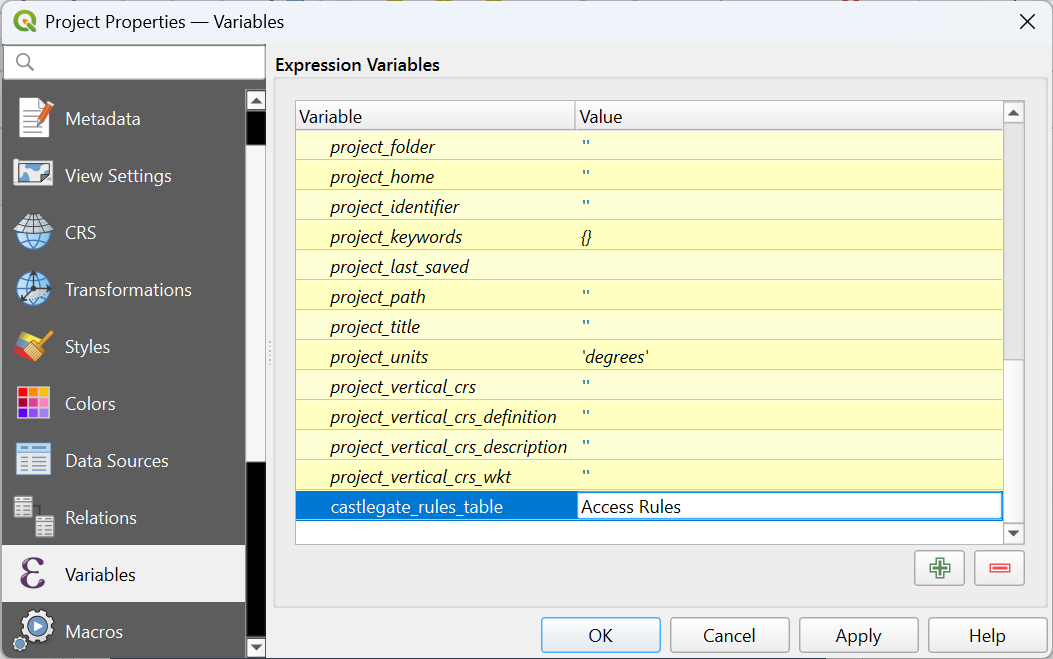 Project Properties — Variables
Expression Variables
Metadata
View Settings
CRS
Transformations
Styles
Colors
Data Sources
Relations
Variables
Macros
Variable Value
project_folder ''
project_home ''
project_identifier ''
project_keywords {}
project_last_saved
project_path ''
project_title ''
project_units 'degrees'
project_vertical_crs ''
project_vertical_crs_definition ''
project_vertical_crs_description ''
project_vertical_crs_wkt ''
castlegate_rules_table Access Rules
OK Cancel Apply Help